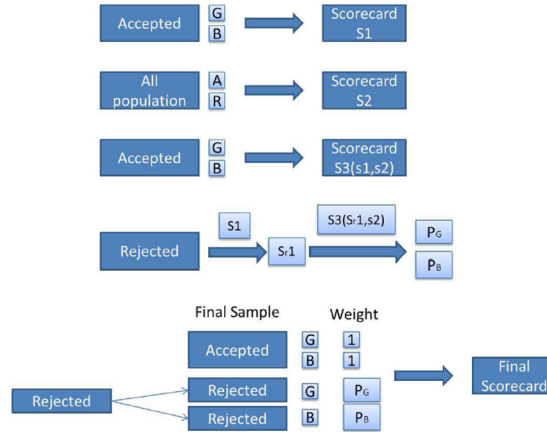 G
Accepted
B
Scorecard
S1
All
population
A
R
Scorecard
S2
Accepted
G
B
Scorecard
S3(s1,s2)
Rejected
S1
Sr1
S3(Sr1,s2)
PG
PB
Final Sample
Weight
Accepted
G
B
1
1
Rejected
Rejected
G
PG
Rejected
B
PB
Final
Scorecard